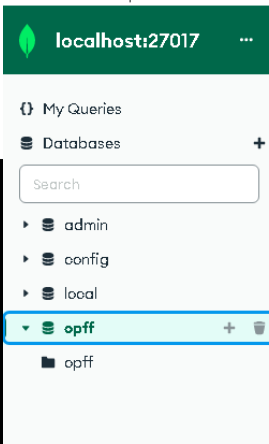 localhost:27017 ...
{} My Queries
Databases +
Search
admin
config
local
opff +
opff